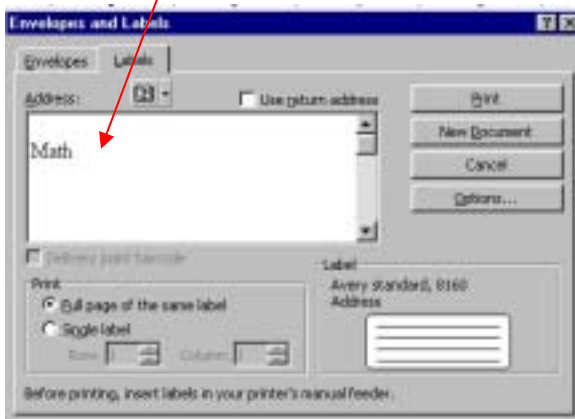 Envelopes and Labels
Envelopes Labels
Address: Use return address Print
New Document
Math
Cancel
Options...
Delivery point barcode
Print Label
Full page of the same label Avery standard, 8160
Address
Single label
Row: 1 Column: 1
Before printing, insert labels in your printer's manual feeder.